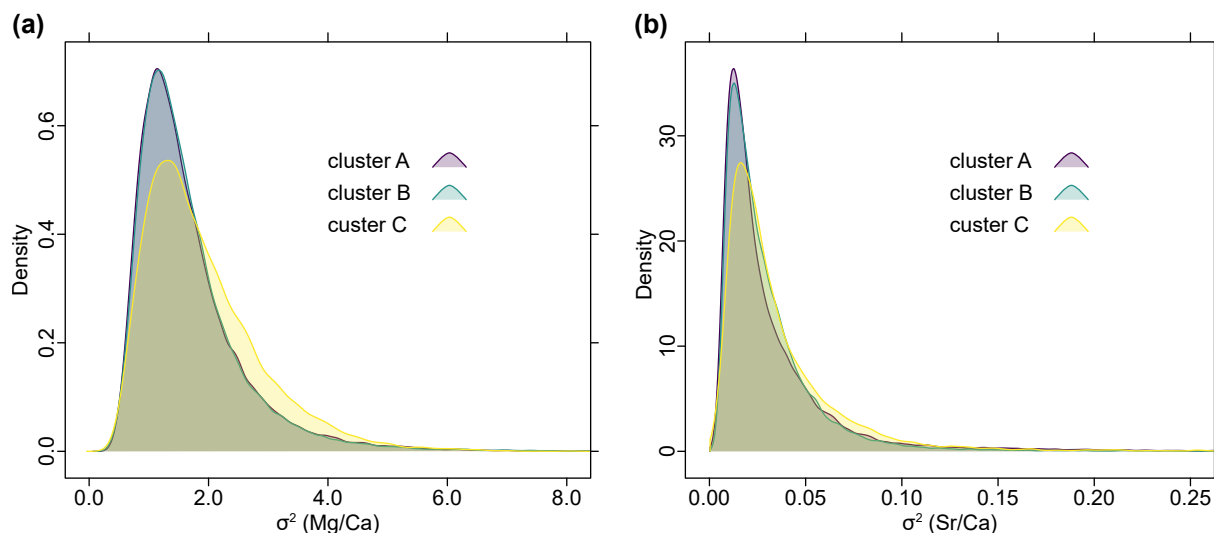 (a)
Density
0.0
0.2
0.4
0.6
cluster A
cluster B
custer C
0.0 2.0 4.0 6.0 8.0
σ² (Mg/Ca)
(b)
Density
0
10
20
30
cluster A
cluster B
custer C
0.00 0.05 0.10 0.15 0.20 0.25
σ² (Sr/Ca)